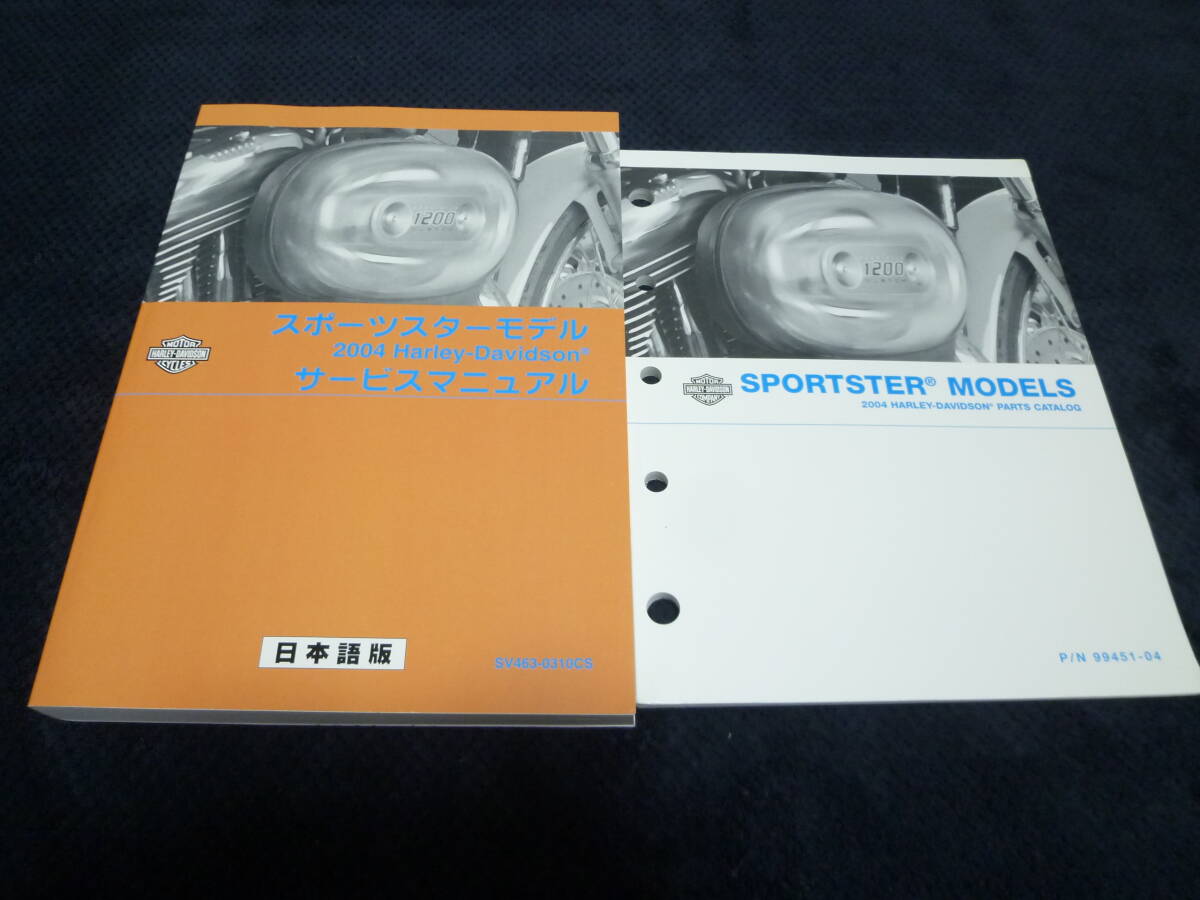 1200
スポーツスターモデル
MOTOR
HARLEY-DAVIDSON
CYCLES
2004 Harley-Davidson®
サービスマニュアル
日本語版
SV463-0310CS
1200
MOTOR
HARLEY-DAVIDSON
COMPANY
SPORTSTER® MODELS
2004 HARLEY-DAVIDSON® PARTS CATALOG
P/N 99451-04